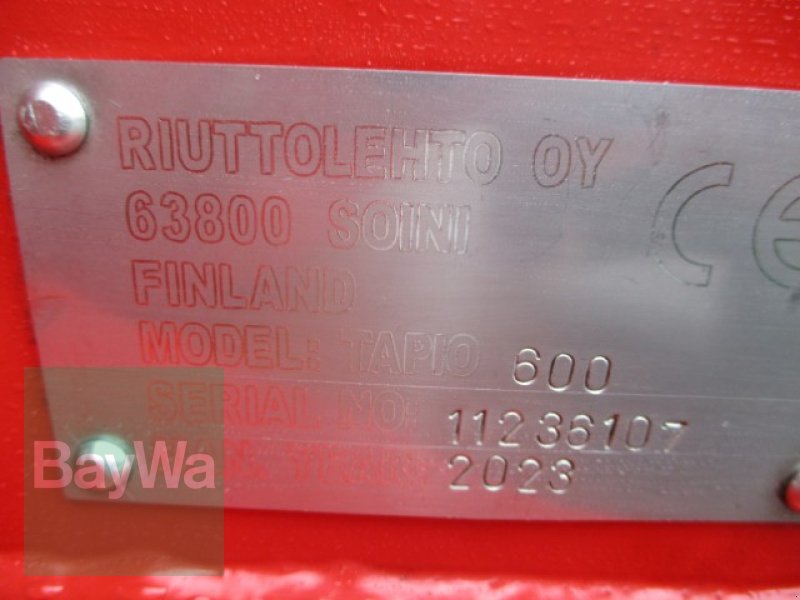 RIUTTOLEHTO OY
63800 SOINI
FINLAND
MODEL: TAPIO 600
SERIAL NO: 11236107
2023
CE
BayWa